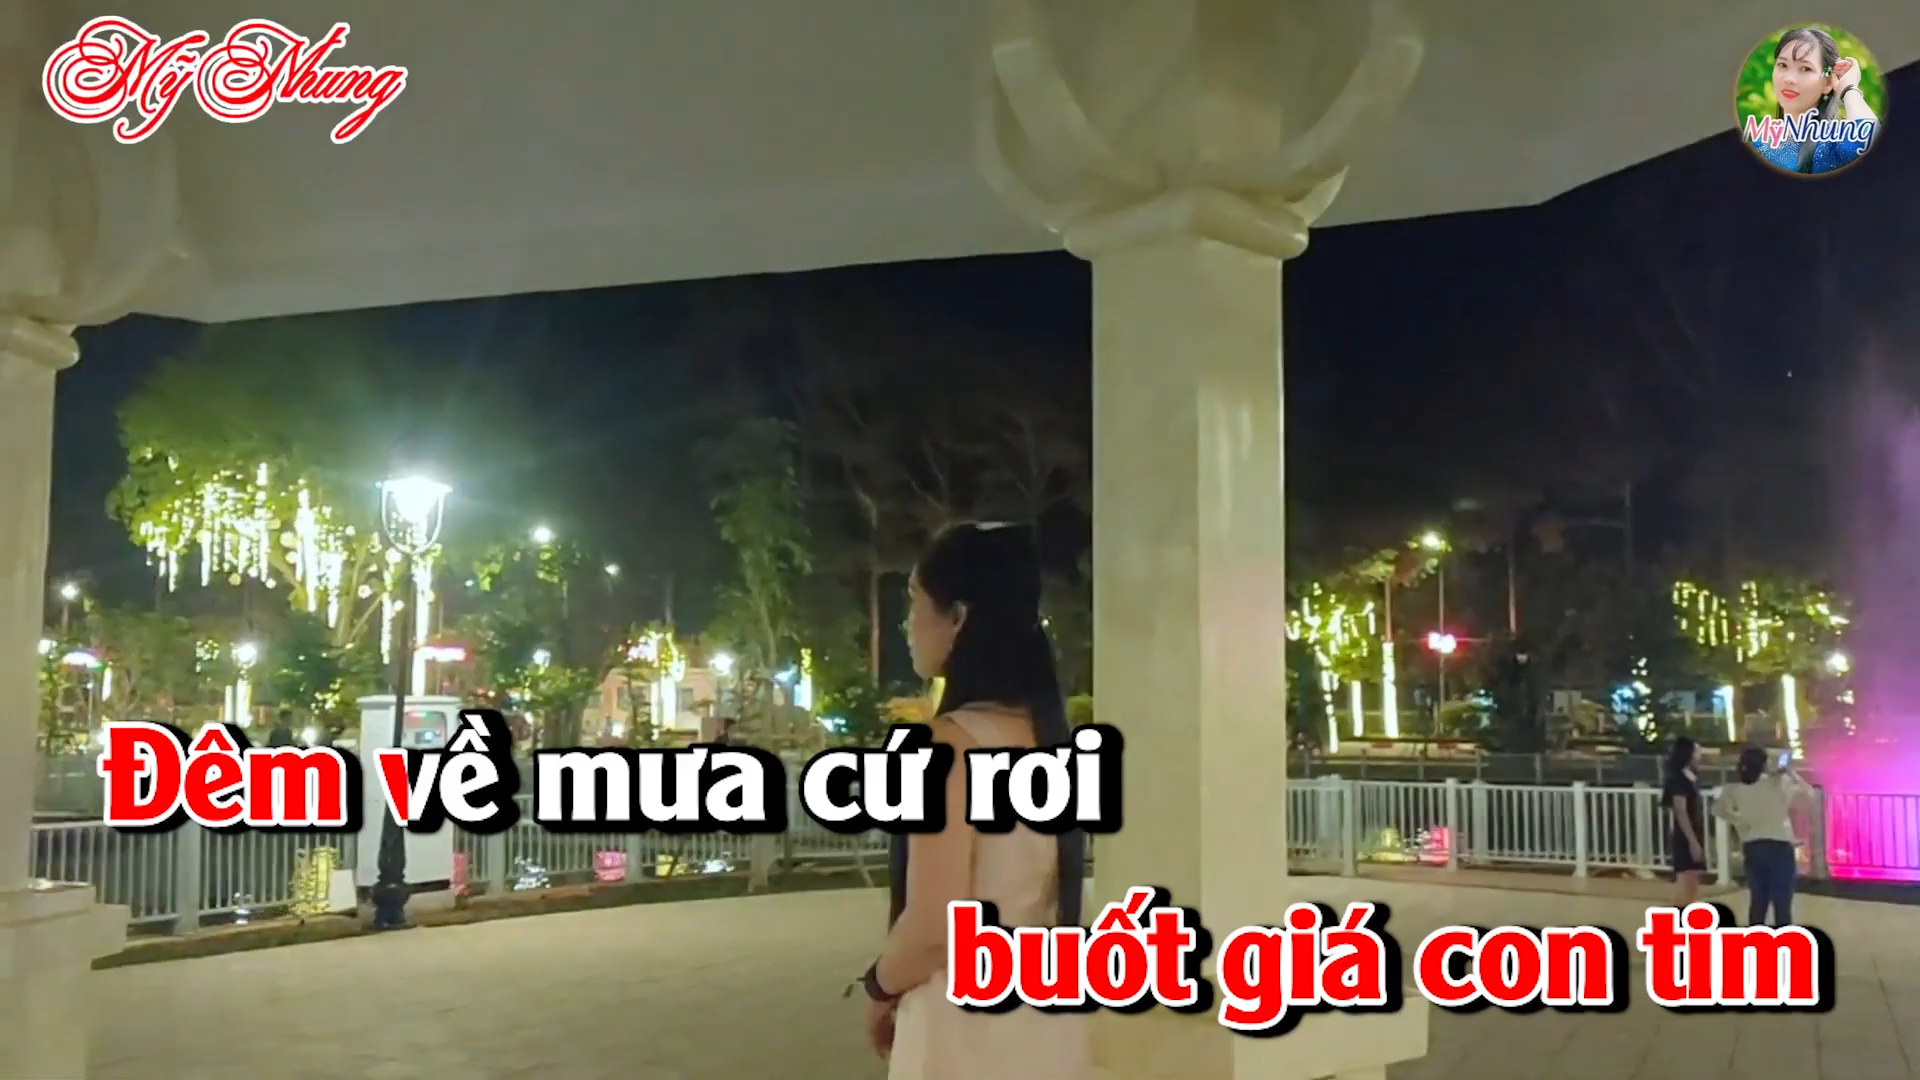 Mỹ Nhung
MỹNhung
Đêm về mưa cứ rơi
buốt giá con tim